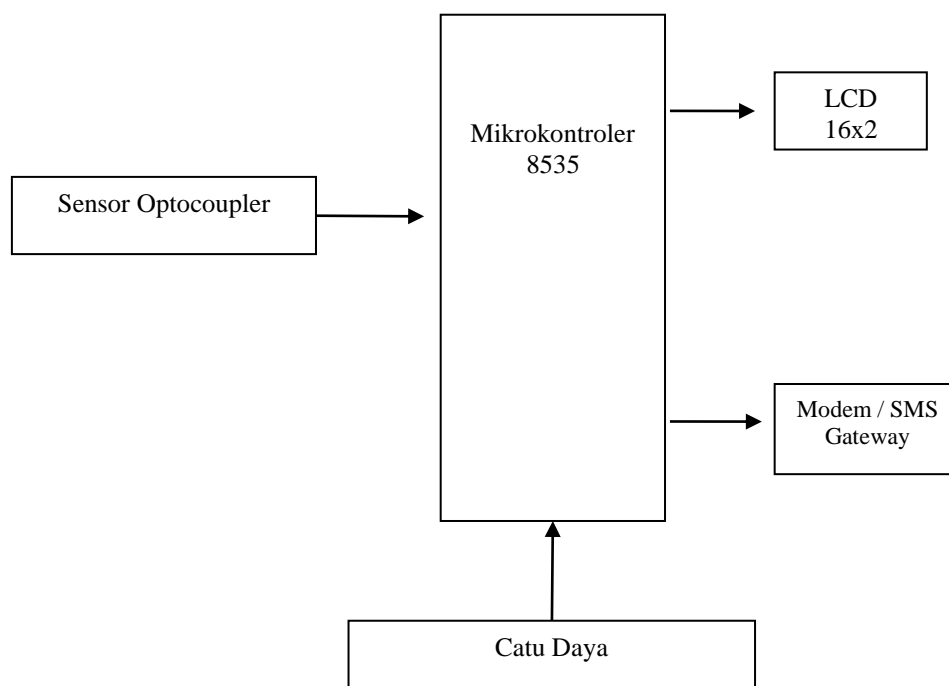 Mikrokontroler
8535
LCD
16x2
Sensor Optocoupler
Modem / SMS
Gateway
Catu Daya